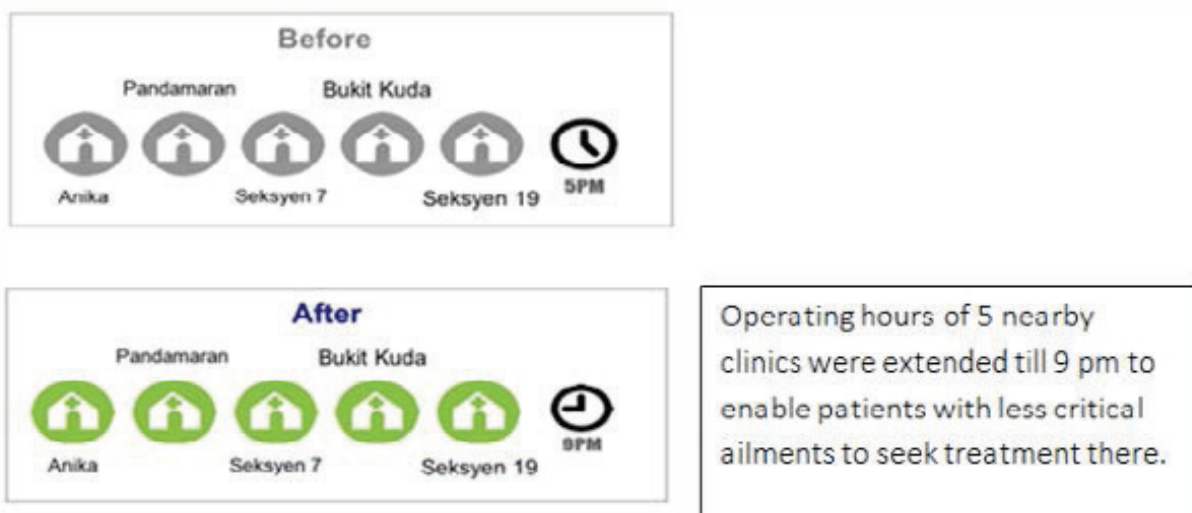 Before
Pandamaran Bukit Kuda
Anika Seksyen 7 Seksyen 19 5PM
After
Pandamaran Bukit Kuda
Anika Seksyen 7 Seksyen 19 9PM
Operating hours of 5 nearby
clinics were extended till 9 pm to
enable patients with less critical
ailments to seek treatment there.